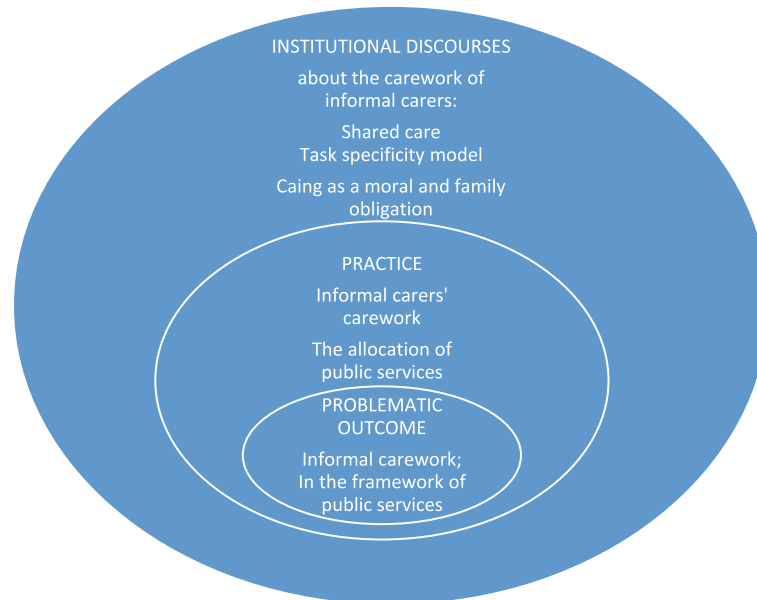 INSTITUTIONAL DISCOURSES
about the carework of
informal carers:
Shared care
Task specificity model
Caing as a moral and family
obligation
PRACTICE
Informal carers'
carework
The allocation of
public services
PROBLEMATIC
OUTCOME
Informal carework;
In the framework of
public services